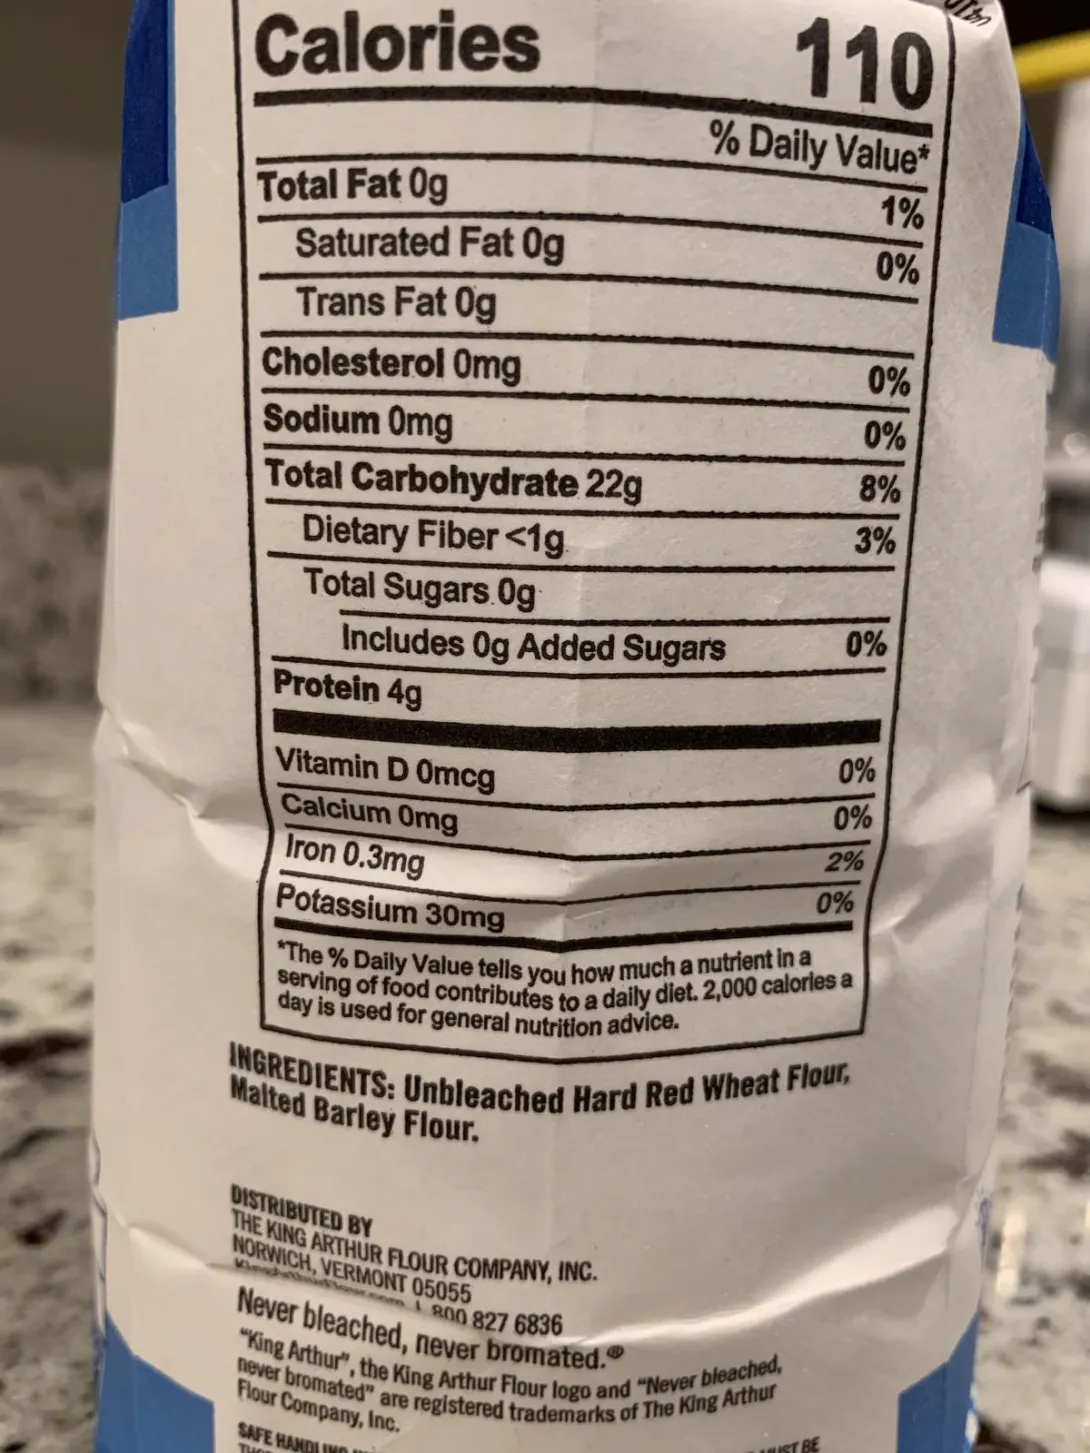 Calories 110
% Daily Value*
Total Fat 0g 1%
Saturated Fat 0g 0%
Trans Fat 0g
Cholesterol 0mg 0%
Sodium 0mg 0%
Total Carbohydrate 22g 8%
Dietary Fiber <1g 3%
Total Sugars 0g
Includes 0g Added Sugars 0%
Protein 4g
Vitamin D 0mcg 0%
Calcium 0mg 0%
Iron 0.3mg 2%
Potassium 30mg 0%
*The % Daily Value tells you how much a nutrient in a
serving of food contributes to a daily diet. 2,000 calories a
day is used for general nutrition advice.
INGREDIENTS: Unbleached Hard Red Wheat Flour,
Malted Barley Flour.
DISTRIBUTED BY
THE KING ARTHUR FLOUR COMPANY, INC.
NORWICH, VERMONT 05055
800 827 6836
Never bleached, never bromated.®
"King Arthur", the King Arthur Flour logo and "Never bleached,
never bromated" are registered trademarks of The King Arthur
Flour Company, Inc.
SAFE
BE